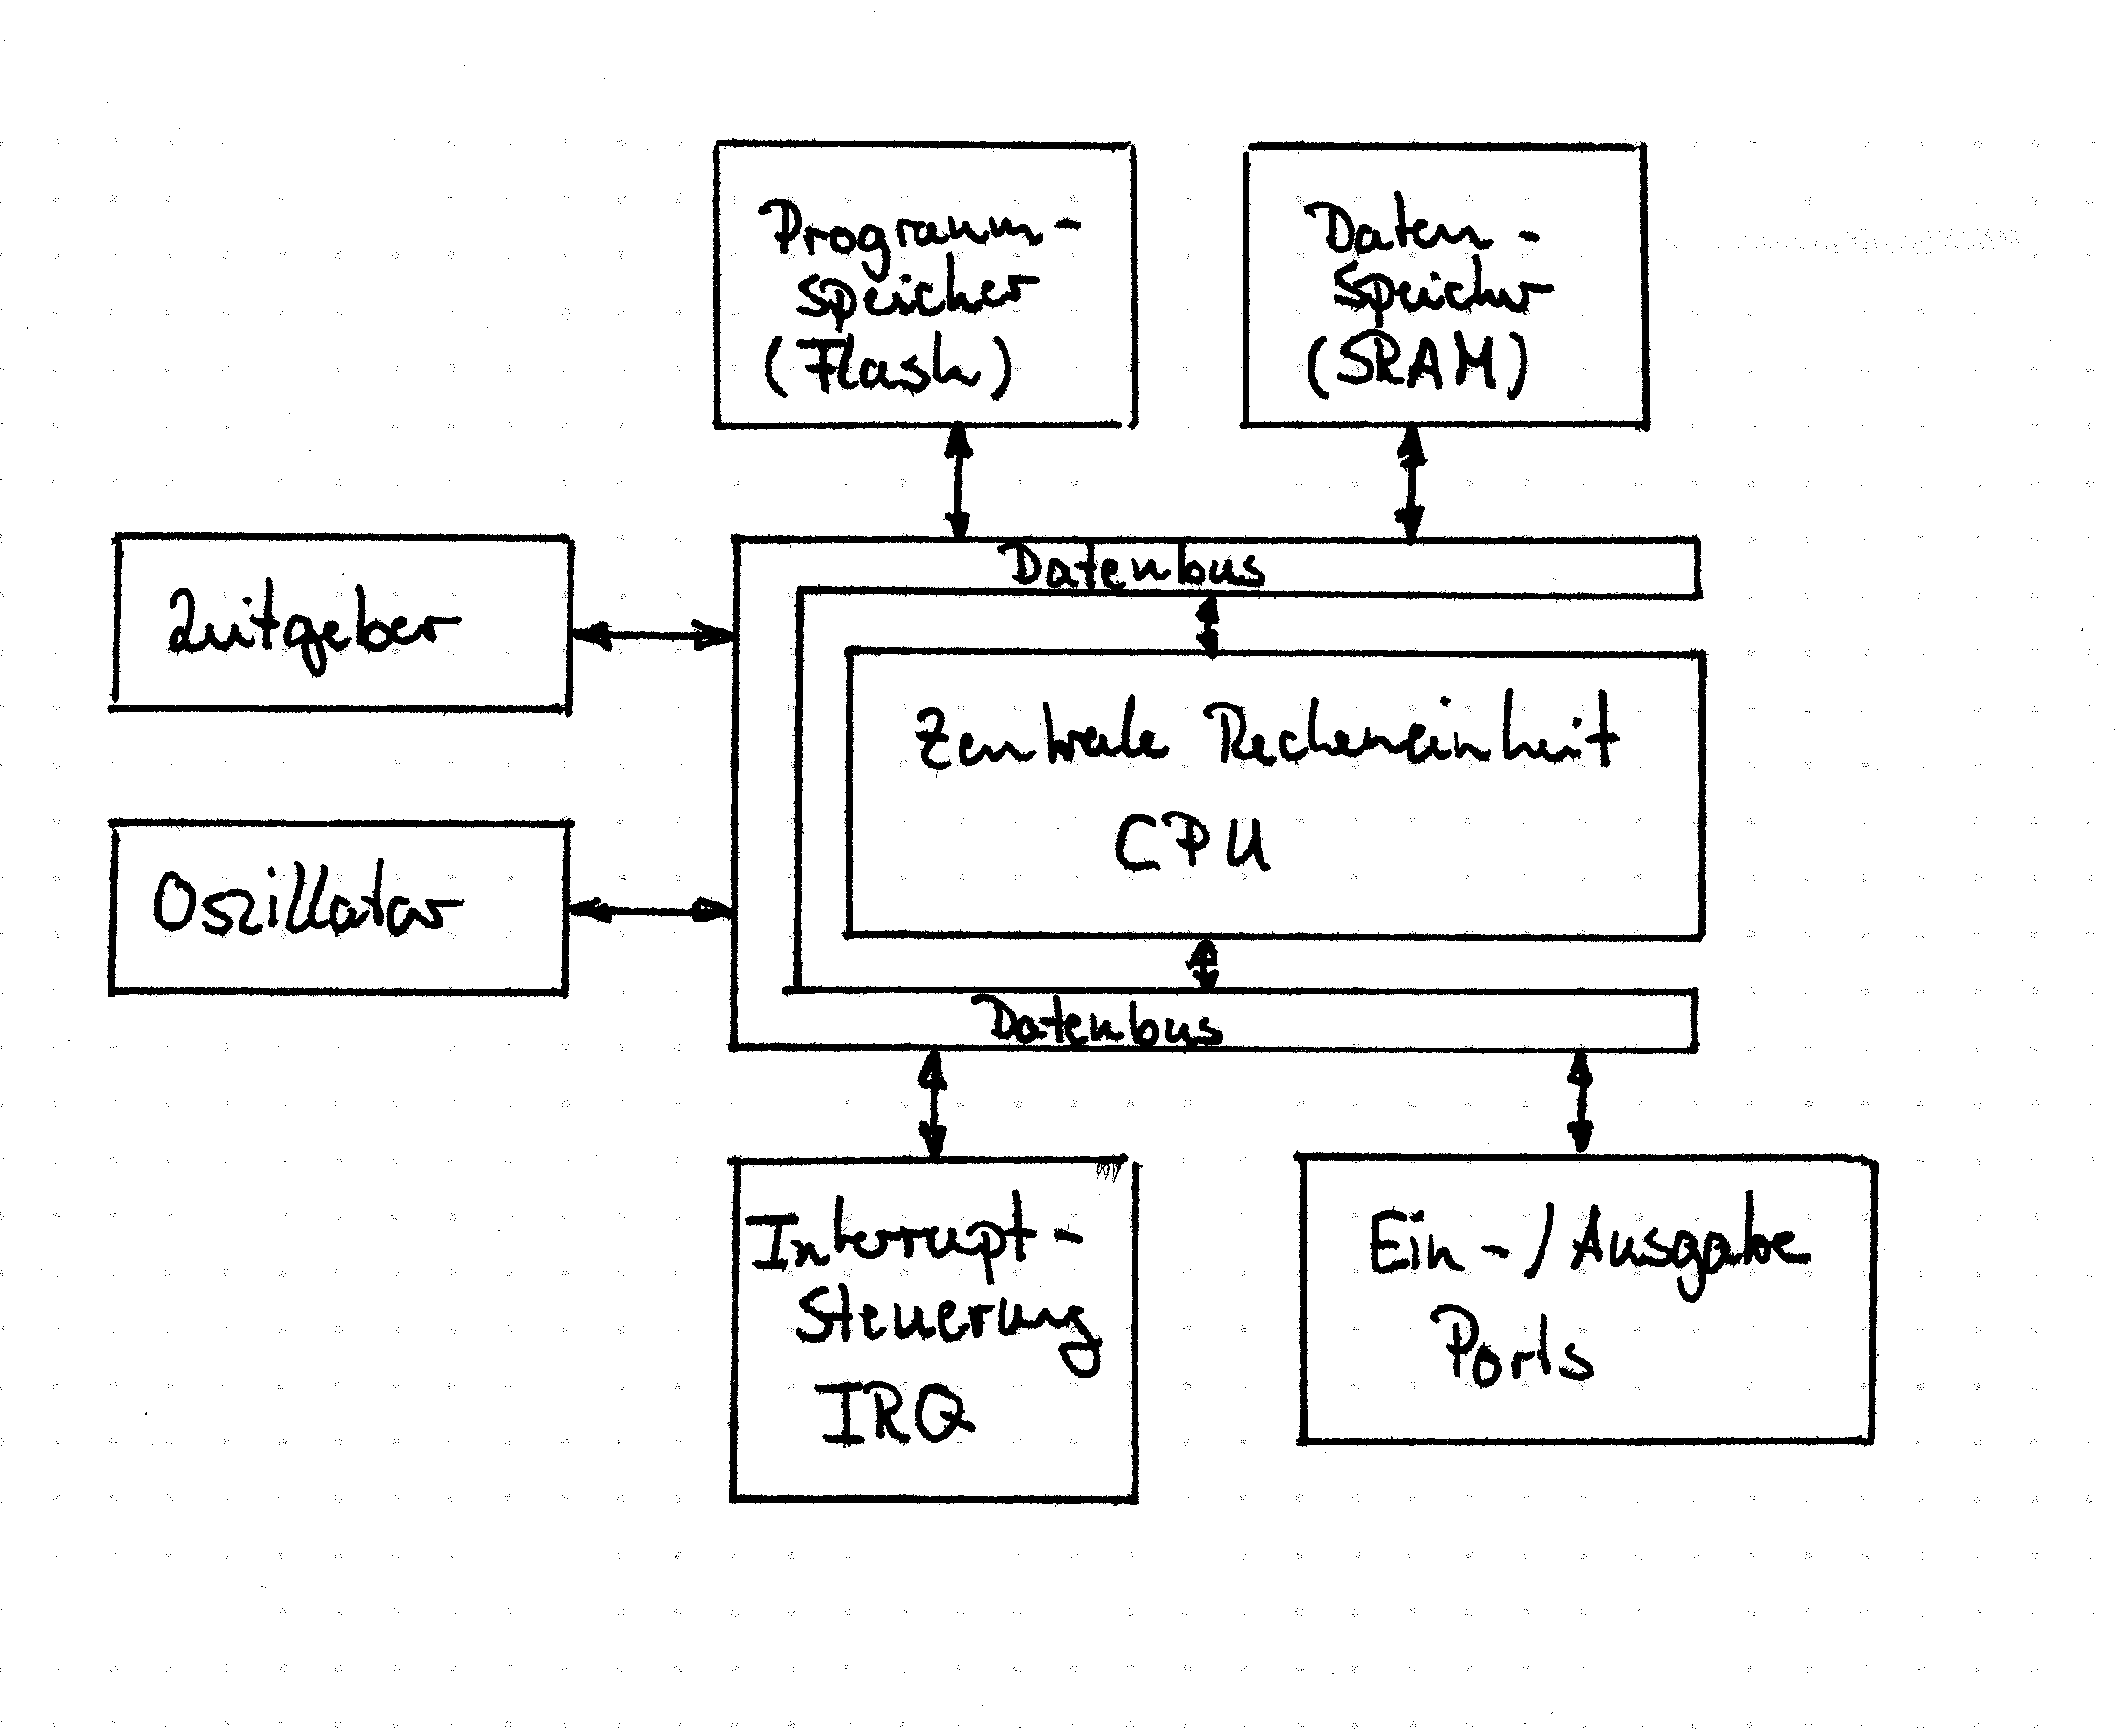 Programm-
speicher
(Flash)
Daten-
Speicher
(SRAM)
Datenbus
Zeitgeber
Zentrale Recheneinheit
CPU
Oszillator
Datenbus
Interrupt-
Steuerung
IRQ
Ein-/Ausgabe
Ports